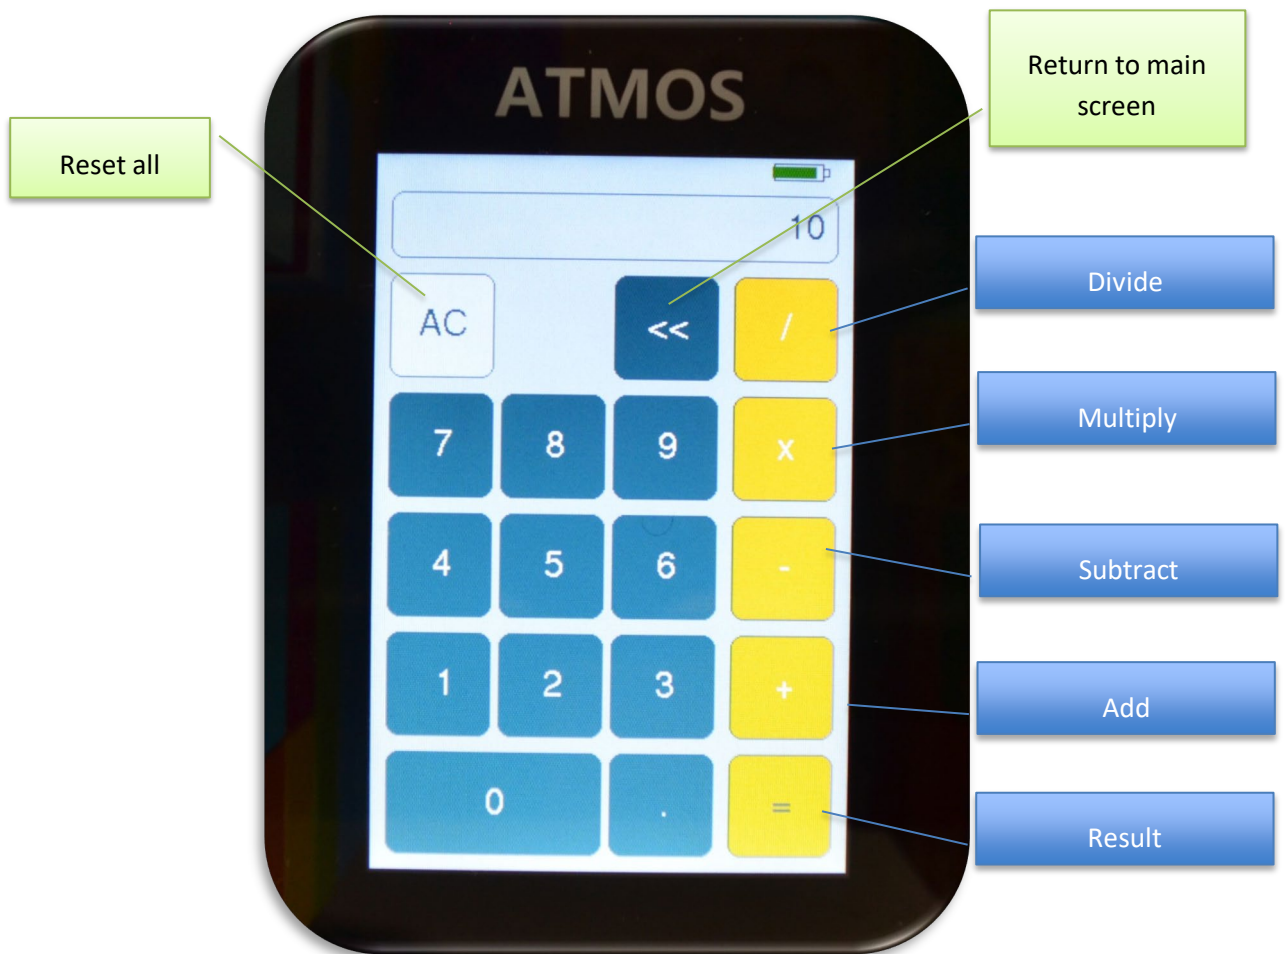 ATMOS
Return to main
screen
Reset all
10
Divide
AC
<<
/
Multiply
7
8
9
x
Subtract
4
5
6
-
Add
1
2
3
+
Result
0
.
=